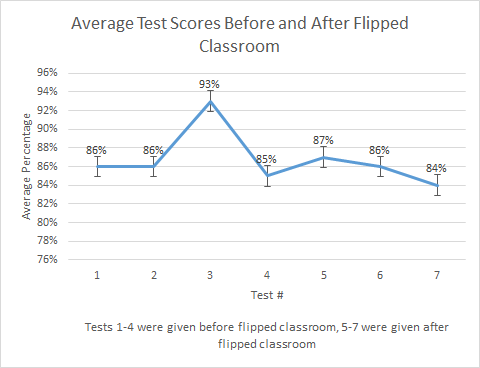 Average Test Scores Before and After Flipped
Classroom
96%
94%
92%
90%
88%
86%
84%
82%
80%
78%
76%
Average Percentage
86%
86%
93%
85%
87%
86%
84%
1 2 3 4 5 6 7
Test #
Tests 1-4 were given before flipped classroom, 5-7 were given after
flipped classroom